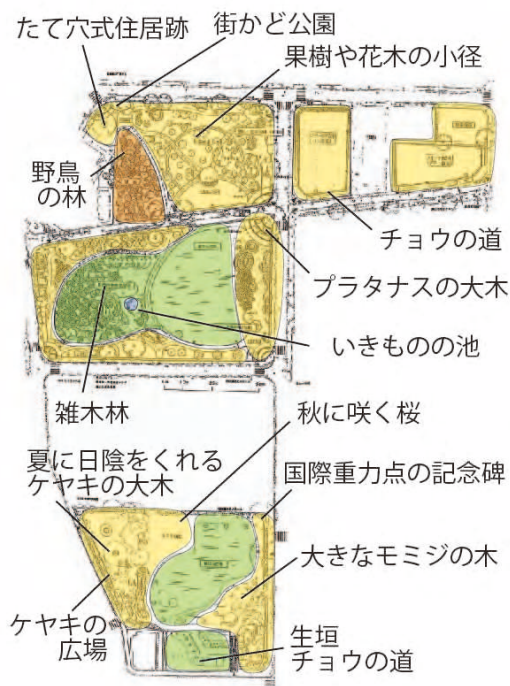 たて穴式住居跡
街かど公園
果樹や花木の小径
野鳥
の林
チョウの道
プラタナスの大木
いきものの池
雑木林
秋に咲く桜
夏に日陰をくれる
ケヤキの大木
国際重力点の記念碑
大きなモミジの木
ケヤキの
広場
生垣
チョウの道